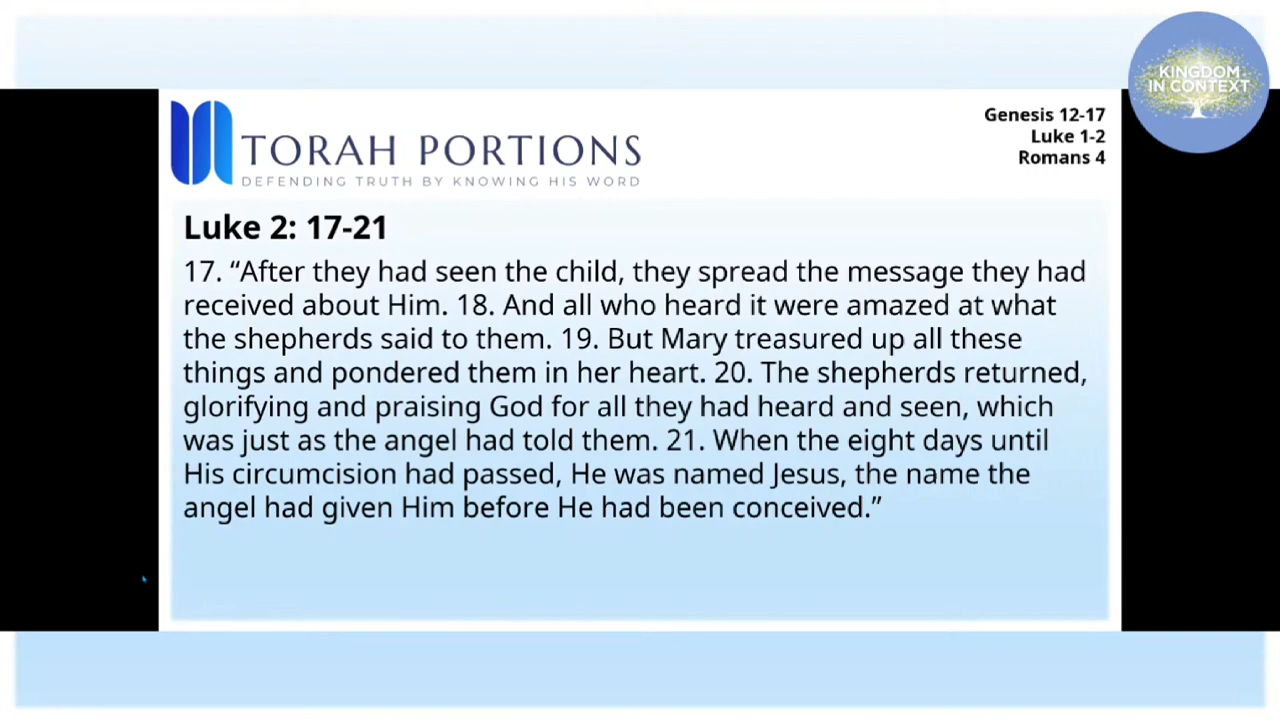 KINGDOM
IN CONTEXT
TORAH PORTIONS
DEFENDING TRUTH BY KNOWING HIS WORD
Genesis 12-17
Luke 1-2
Romans 4
Luke 2: 17-21
17. “After they had seen the child, they spread the message they had
received about Him. 18. And all who heard it were amazed at what
the shepherds said to them. 19. But Mary treasured up all these
things and pondered them in her heart. 20. The shepherds returned,
glorifying and praising God for all they had heard and seen, which
was just as the angel had told them. 21. When the eight days until
His circumcision had passed, He was named Jesus, the name the
angel had given Him before He had been conceived.”